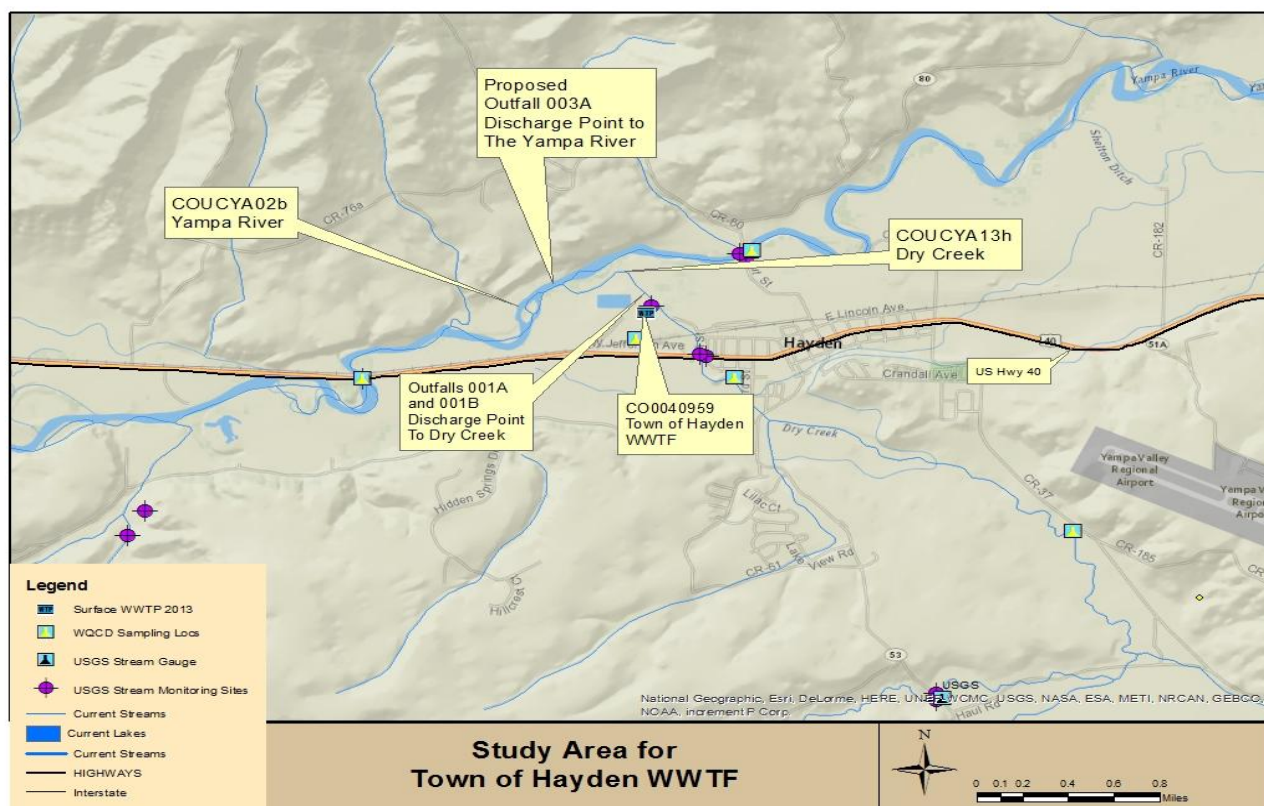 80
Yampa River
Proposed
Outfall 003A
Discharge Point to
The Yampa River
Shelton Ditch
COUCYA02b
Yampa River
CR-76a
CR-60
CR-182
COUCYA13h
Dry Creek
E Lincoln Ave
Hayden
40
51A
Crandall Ave
US Hwy 40
Outfalls 001A
and 001B
Discharge Point
To Dry Creek
CO0040959
Town of Hayden
WWTF
Dry Creek
Hidden Springs
Yampa Valley
Regional
Airport
CR-37
Lilac Ct
Lake View Rd
CR-61
CR-185
Hillcrest Ct
53
USGS
Haul Rd
National Geographic, Esri, DeLorme, HERE, UNEP-WCMC, USGS, NASA, ESA, METI, NRCAN, GEBCO,
NOAA, increment P Corp.
Legend
WTP
Surface WWTP 2013
WQCD Sampling Locs
USGS Stream Gauge
USGS Stream Monitoring Sites
Current Streams
Current Lakes
Current Streams
HIGHWAYS
Interstate
Study Area for
Town of Hayden WWTF
N
0 0.1 0.2 0.4 0.6 0.8
Miles